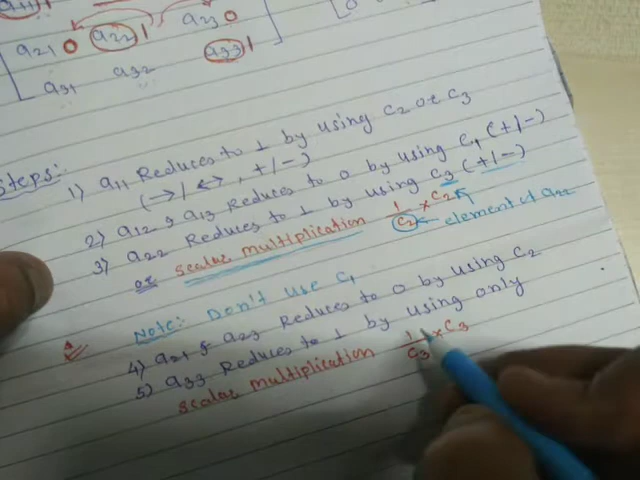 a11 1
a21 0 a22 1 a23 0
a31 a32 a33 1
Steps:
1) a11 Reduces to 1 by using C2 or C3
(→/↔, +/-)
2) a12 & a13 Reduces to 0 by using C1 (+/-)
3) a22 Reduces to 1 by using C3 (+/-)
or scalar multiplication 1/C2 × C2
element of a22
Note: Don't use C1
4) a21 & a23 Reduces to 0 by using C2
5) a33 Reduces to 1 by using only
scalar multiplication 1/C3 × C3